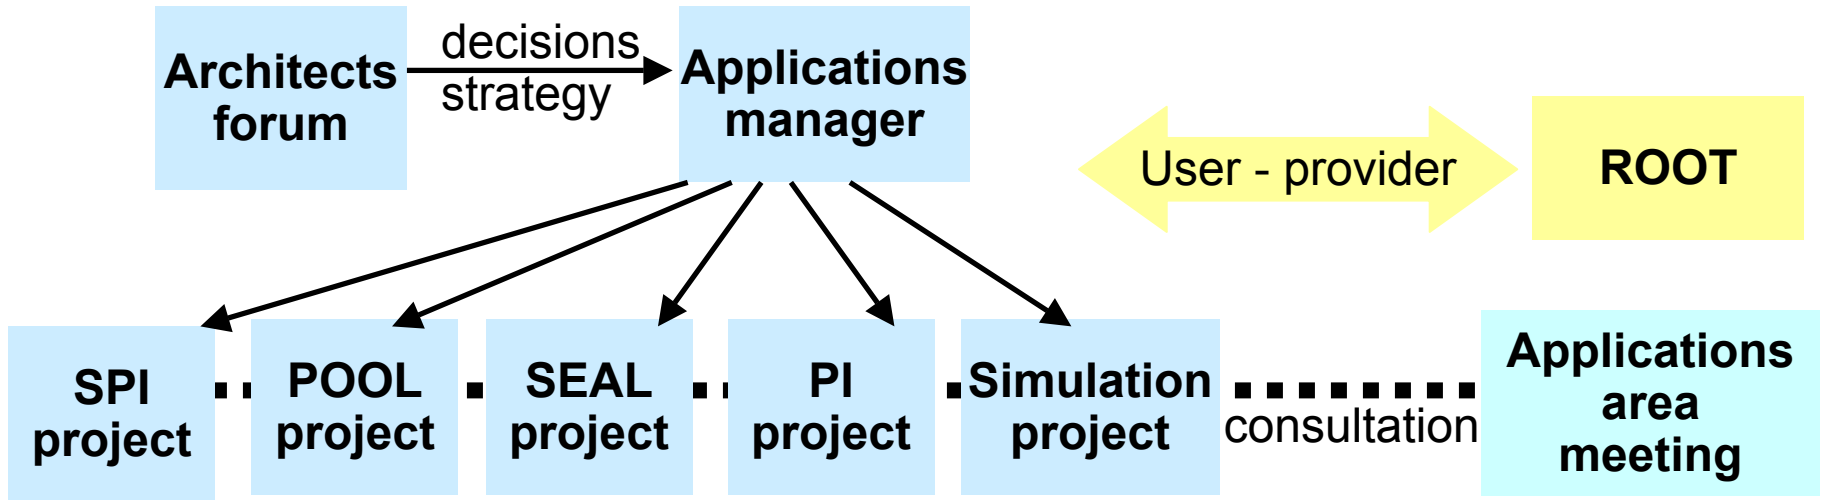 Architects
forum
decisions
strategy
Applications
manager
User - provider
ROOT
SPI
project
POOL
project
SEAL
project
PI
project
Simulation
project
consultation
Applications
area
meeting